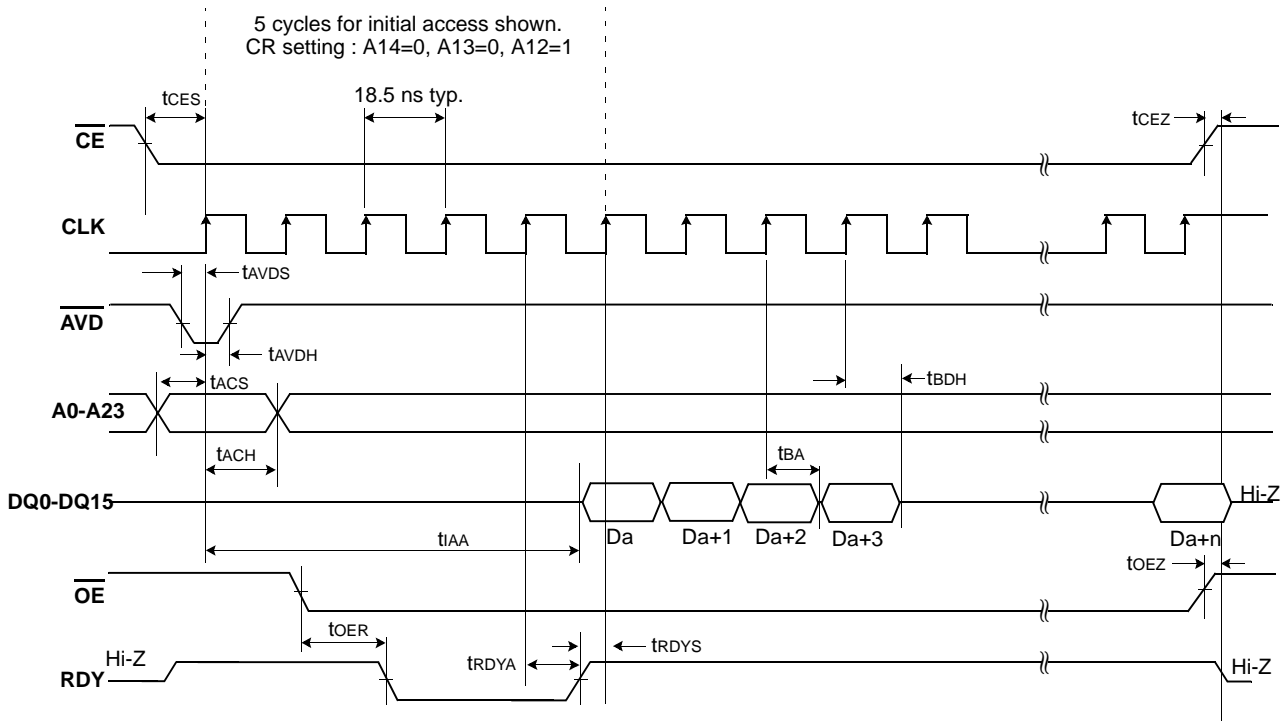 5 cycles for initial access shown.
CR setting : A14=0, A13=0, A12=1
tCES
18.5 ns typ.
tCEZ
CE
CLK
tAVDS
AVD
tAVDH
tACS
tBDH
A0-A23
tACH
tBA
DQ0-DQ15
Hi-Z
Da
Da+1
Da+2
Da+3
Da+n
tIAA
tOEZ
OE
tOER
tRDYS
Hi-Z
tRDYA
Hi-Z
RDY